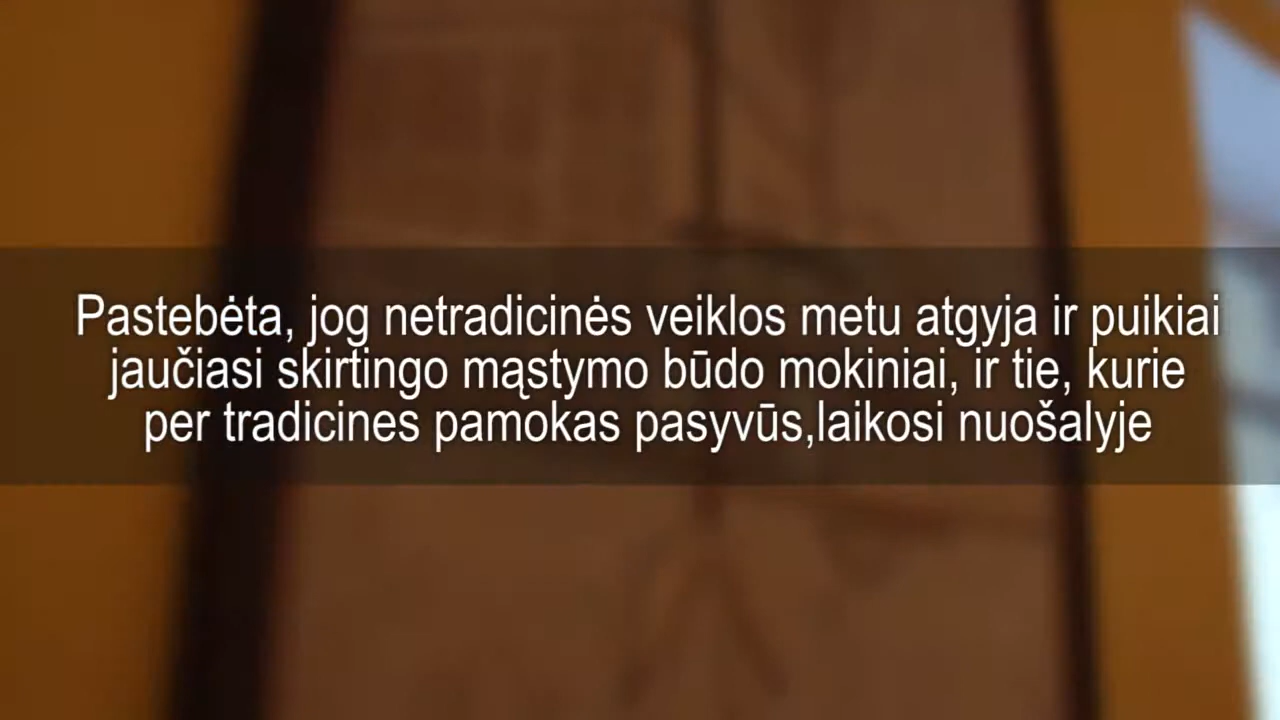 Pastebėta, jog netradicinės veiklos metu atgyja ir puikiai
jaučiasi skirtingo mąstymo būdo mokiniai, ir tie, kurie
per tradicines pamokas pasyvūs,laikosi nuošalyje